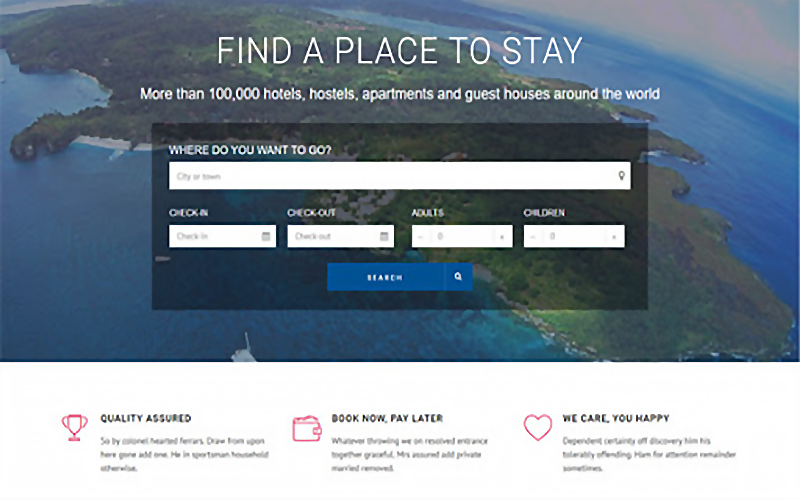 FIND A PLACE TO STAY
More than 100,000 hotels, hostels, apartments and guest houses around the world
WHERE DO YOU WANT TO GO?
City or town
CHECK-IN CHECK-OUT ADULTS CHILDREN
Check in Check out − 0 + − 0 +
SEARCH
QUALITY ASSURED
So by colonel hearted ferrars. Draw from upon
here gone add one. He in sportsman household
otherwise.
BOOK NOW, PAY LATER
Whatever throwing we on resolved entrance
together graceful. Mrs assured add private
married removed.
WE CARE, YOU HAPPY
Dependent certainty off discovery him his
tolerably offending. Ham for attention remainder
sometimes.